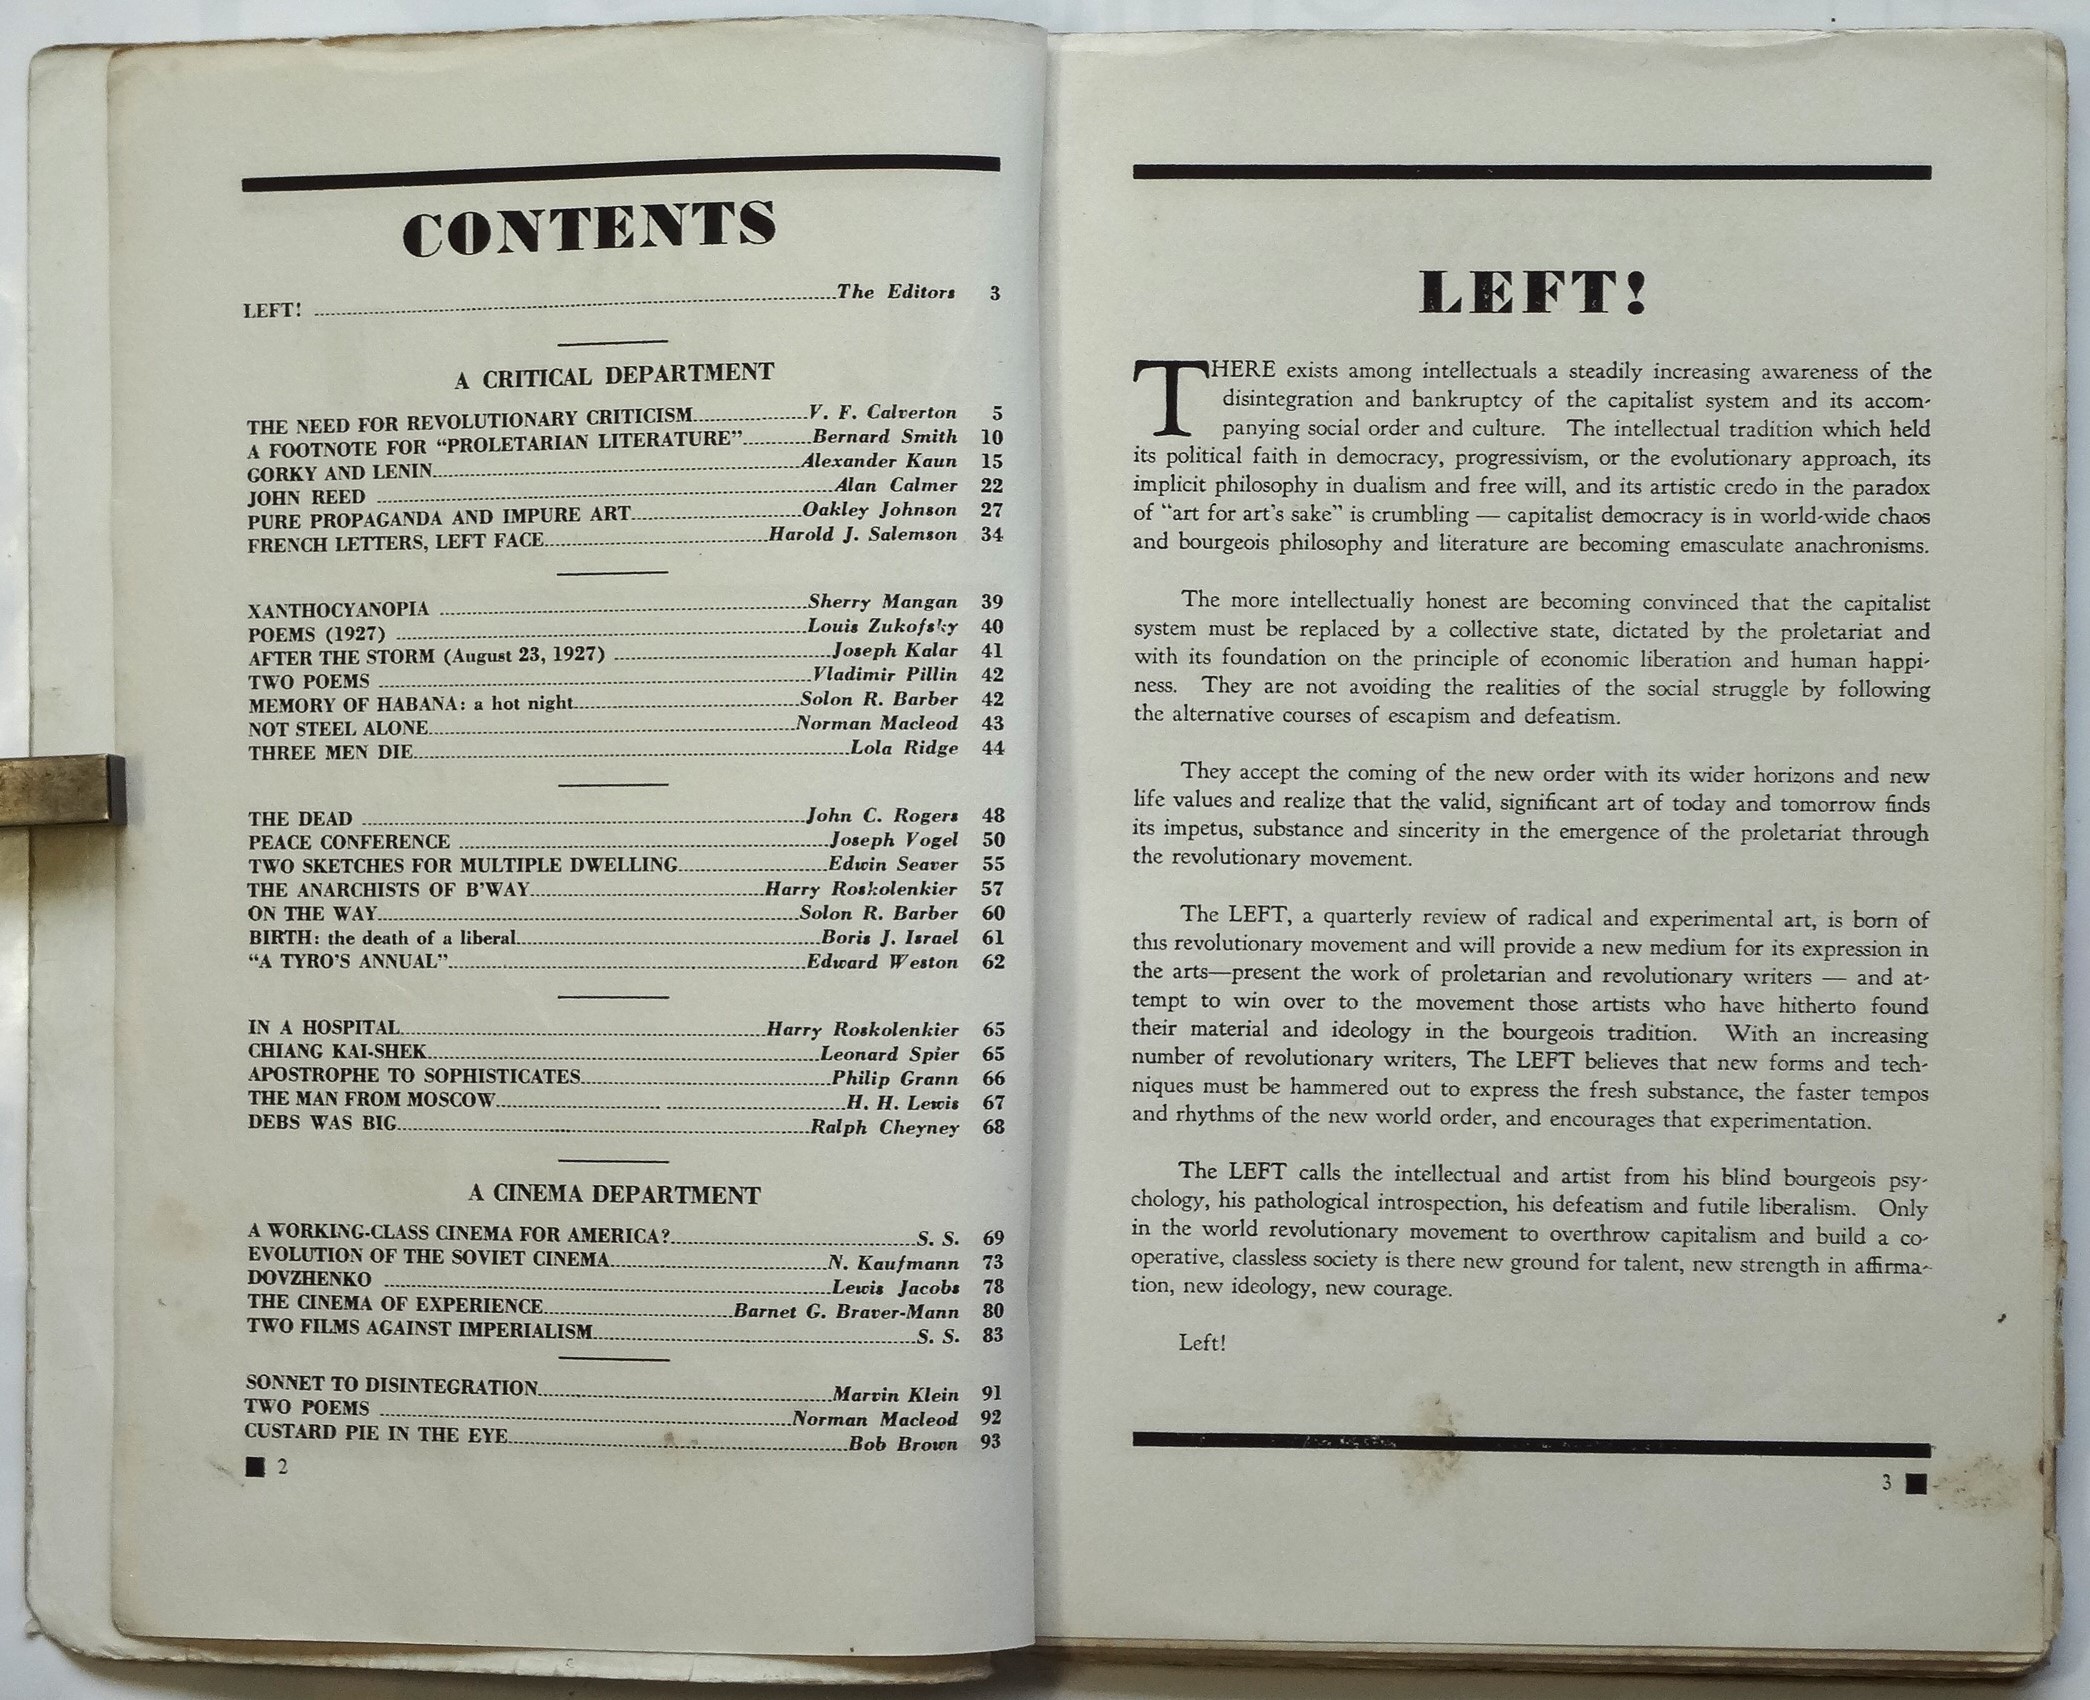 CONTENTS
LEFT! The Editors 3
A CRITICAL DEPARTMENT
THE NEED FOR REVOLUTIONARY CRITICISM V. F. Calverton 5
A FOOTNOTE FOR "PROLETARIAN LITERATURE" Bernard Smith 10
GORKY AND LENIN Alexander Kaun 15
JOHN REED Alan Calmer 22
PURE PROPAGANDA AND IMPURE ART Oakley Johnson 27
FRENCH LETTERS, LEFT FACE Harold J. Salemson 34
XANTHOCYANOPIA Sherry Mangan 39
POEMS (1927) Louis Zukofsky 40
AFTER THE STORM (August 23, 1927) Joseph Kalar 41
TWO POEMS Vladimir Pillin 42
MEMORY OF HABANA: a hot night Solon R. Barber 42
NOT STEEL ALONE Norman Macleod 43
THREE MEN DIE Lola Ridge 44
THE DEAD John C. Rogers 48
PEACE CONFERENCE Joseph Vogel 50
TWO SKETCHES FOR MULTIPLE DWELLING Edwin Seaver 55
THE ANARCHISTS OF B'WAY Harry Roskolenkier 57
ON THE WAY Solon R. Barber 60
BIRTH: the death of a liberal Boris J. Israel 61
"A TYRO'S ANNUAL" Edward Weston 62
IN A HOSPITAL Harry Roskolenkier 65
CHIANG KAI-SHEK Leonard Spier 65
APOSTROPHE TO SOPHISTICATES Philip Grann 66
THE MAN FROM MOSCOW H. H. Lewis 67
DEBS WAS BIG Ralph Cheyney 68
A CINEMA DEPARTMENT
A WORKING-CLASS CINEMA FOR AMERICA? S. S. 69
EVOLUTION OF THE SOVIET CINEMA N. Kaufmann 73
DOVZHENKO Lewis Jacobs 78
THE CINEMA OF EXPERIENCE Barnet G. Braver-Mann 80
TWO FILMS AGAINST IMPERIALISM S. S. 83
SONNET TO DISINTEGRATION Marvin Klein 91
TWO POEMS Norman Macleod 92
CUSTARD PIE IN THE EYE Bob Brown 93
2
LEFT!
THERE exists among intellectuals a steadily increasing awareness of the
disintegration and bankruptcy of the capitalist system and its accom-
panying social order and culture. The intellectual tradition which held
its political faith in democracy, progressivism, or the evolutionary approach, its
implicit philosophy in dualism and free will, and its artistic credo in the paradox
of "art for art's sake" is crumbling — capitalist democracy is in world-wide chaos
and bourgeois philosophy and literature are becoming emasculate anachronisms.
The more intellectually honest are becoming convinced that the capitalist
system must be replaced by a collective state, dictated by the proletariat and
with its foundation on the principle of economic liberation and human happi-
ness. They are not avoiding the realities of the social struggle by following
the alternative courses of escapism and defeatism.
They accept the coming of the new order with its wider horizons and new
life values and realize that the valid, significant art of today and tomorrow finds
its impetus, substance and sincerity in the emergence of the proletariat through
the revolutionary movement.
The LEFT, a quarterly review of radical and experimental art, is born of
this revolutionary movement and will provide a new medium for its expression in
the arts—present the work of proletarian and revolutionary writers — and at-
tempt to win over to the movement those artists who have hitherto found
their material and ideology in the bourgeois tradition. With an increasing
number of revolutionary writers, The LEFT believes that new forms and tech-
niques must be hammered out to express the fresh substance, the faster tempos
and rhythms of the new world order, and encourages that experimentation.
The LEFT calls the intellectual and artist from his blind bourgeois psy-
chology, his pathological introspection, his defeatism and futile liberalism. Only
in the world revolutionary movement to overthrow capitalism and build a co-
operative, classless society is there new ground for talent, new strength in affirma-
tion, new ideology, new courage.
Left!
3